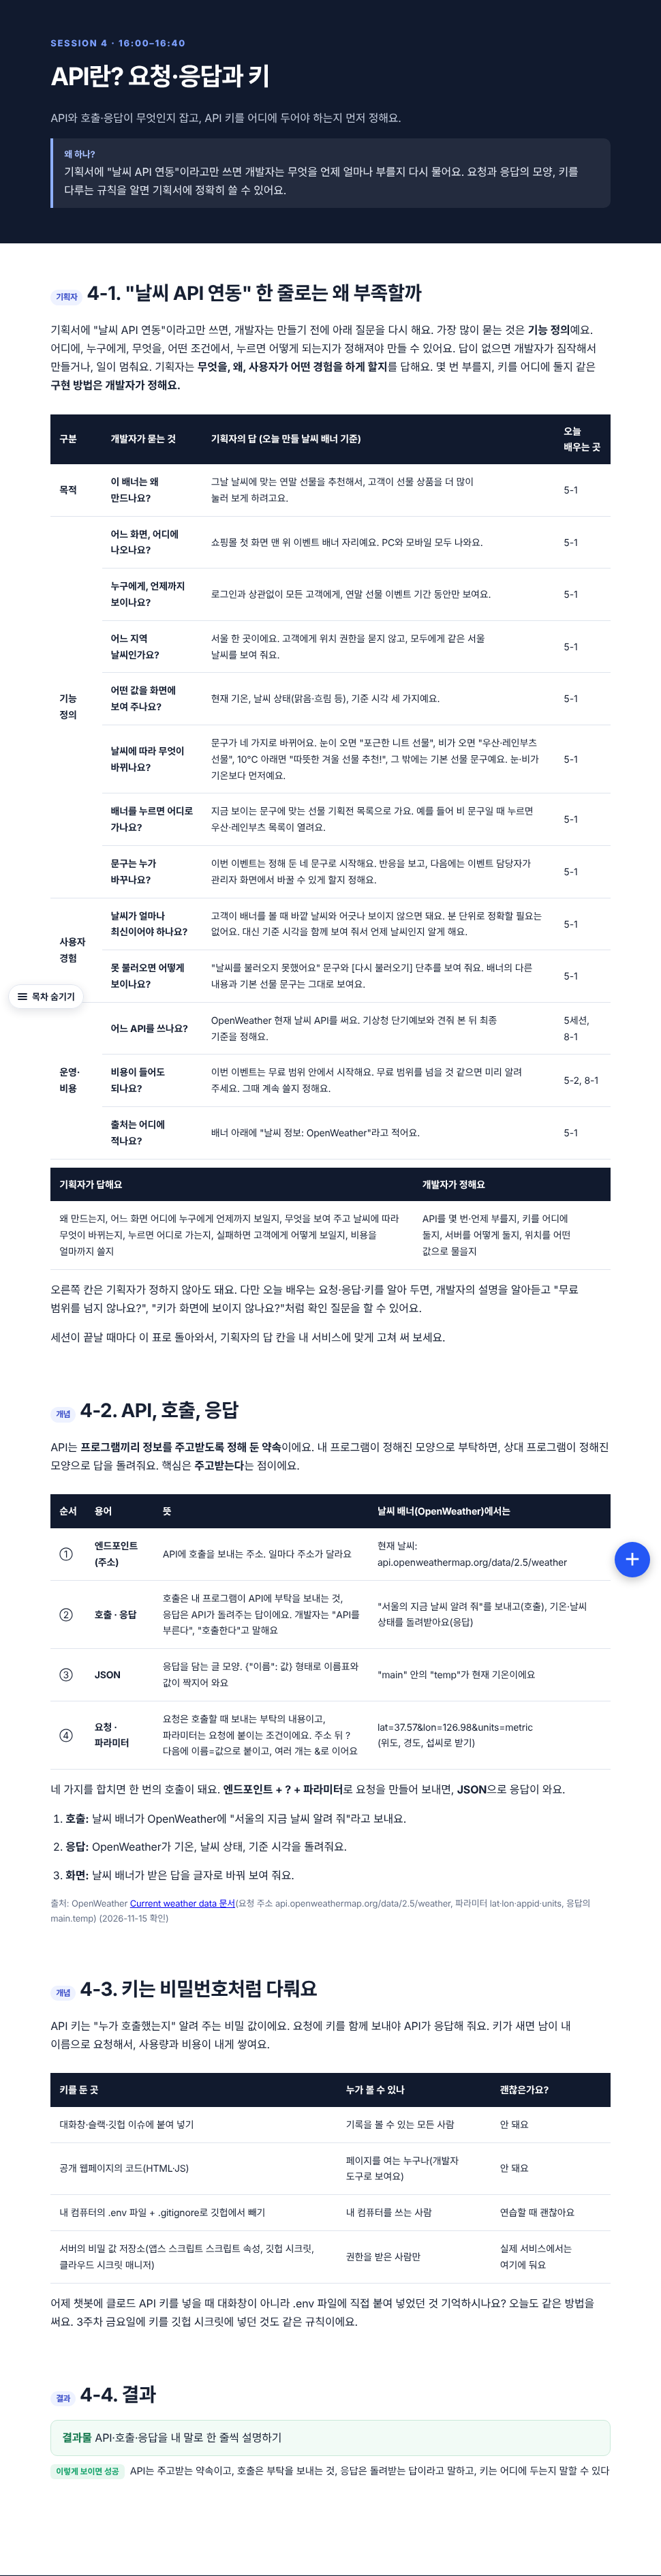 SESSION 4 · 16:00–16:40
API란? 요청·응답과 키
API와 호출·응답이 무엇인지 잡고, API 키를 어디에 두어야 하는지 먼저 정해요.
왜 하나?
기획서에 "날씨 API 연동"이라고만 쓰면 개발자는 무엇을 언제 얼마나 부를지 다시 물어요. 요청과 응답의 모양, 키를
다루는 규칙을 알면 기획서에 정확히 쓸 수 있어요.
기획자 4-1. "날씨 API 연동" 한 줄로는 왜 부족할까
기획서에 "날씨 API 연동"이라고만 쓰면, 개발자는 만들기 전에 아래 질문을 다시 해요. 가장 많이 묻는 것은 기능 정의예요.
어디에, 누구에게, 무엇을, 어떤 조건에서, 누르면 어떻게 되는지가 정해져야 만들 수 있어요. 답이 없으면 개발자가 짐작해서
만들거나, 일이 멈춰요. 기획자는 무엇을, 왜, 사용자가 어떤 경험을 하게 할지를 답해요. 몇 번 부를지, 키를 어디에 둘지 같은
구현 방법은 개발자가 정해요.
구분 개발자가 묻는 것 기획자의 답 (오늘 만들 날씨 배너 기준) 오늘
배우는 곳
목적
이 배너는 왜
만드나요?
그날 날씨에 맞는 연말 선물을 추천해서, 고객이 선물 상품을 더 많이
눌러 보게 하려고요.
5-1
기능
정의
어느 화면, 어디에
나오나요?
쇼핑몰 첫 화면 맨 위 이벤트 배너 자리예요. PC와 모바일 모두 나와요.
5-1
누구에게, 언제까지
보이나요?
로그인과 상관없이 모든 고객에게, 연말 선물 이벤트 기간 동안만 보여요.
5-1
어느 지역
날씨인가요?
서울 한 곳이에요. 고객에게 위치 권한을 묻지 않고, 모두에게 같은 서울
날씨를 보여 줘요.
5-1
어떤 값을 화면에
보여 주나요?
현재 기온, 날씨 상태(맑음·흐림 등), 기준 시각 세 가지예요.
5-1
날씨에 따라 무엇이
바뀌나요?
문구가 네 가지로 바뀌어요. 눈이 오면 "포근한 니트 선물", 비가 오면 "우산·레인부츠
선물", 10°C 아래면 "따뜻한 겨울 선물 추천!", 그 밖에는 기본 선물 문구예요. 눈·비가
기온보다 먼저예요.
5-1
배너를 누르면 어디로
가나요?
지금 보이는 문구에 맞는 선물 기획전 목록으로 가요. 예를 들어 비 문구일 때 누르면
우산·레인부츠 목록이 열려요.
5-1
문구는 누가
바꾸나요?
이번 이벤트는 정해 둔 네 문구로 시작해요. 반응을 보고, 다음에는 이벤트 담당자가
관리자 화면에서 바꿀 수 있게 할지 정해요.
5-1
사용자
경험
날씨가 얼마나
최신이어야 하나요?
고객이 배너를 볼 때 바깥 날씨와 어긋나 보이지 않으면 돼요. 분 단위로 정확할 필요는
없어요. 대신 기준 시각을 함께 보여 줘서 언제 날씨인지 알게 해요.
5-1
못 불러오면 어떻게
보이나요?
"날씨를 불러오지 못했어요" 문구와 [다시 불러오기] 단추를 보여 줘요. 배너의 다른
내용과 기본 선물 문구는 그대로 보여요.
5-1
목차 숨기기
운영·
비용
어느 API를 쓰나요?
OpenWeather 현재 날씨 API를 써요. 기상청 단기예보와 견줘 본 뒤 최종
기준을 정해요.
5세션,
8-1
비용이 들어도
되나요?
이번 이벤트는 무료 범위 안에서 시작해요. 무료 범위를 넘을 것 같으면 미리 알려
주세요. 그때 계속 쓸지 정해요.
5-2, 8-1
출처는 어디에
적나요?
배너 아래에 "날씨 정보: OpenWeather"라고 적어요.
5-1
기획자가 답해요 개발자가 정해요
왜 만드는지, 어느 화면 어디에 누구에게 언제까지 보일지, 무엇을 보여 주고 날씨에 따라
무엇이 바뀌는지, 누르면 어디로 가는지, 실패하면 고객에게 어떻게 보일지, 비용을
얼마까지 쓸지
API를 몇 번·언제 부를지, 키를 어디에
둘지, 서버를 어떻게 둘지, 위치를 어떤
값으로 물을지
오른쪽 칸은 기획자가 정하지 않아도 돼요. 다만 오늘 배우는 요청·응답·키를 알아 두면, 개발자의 설명을 알아듣고 "무료
범위를 넘지 않나요?", "키가 화면에 보이지 않나요?"처럼 확인 질문을 할 수 있어요.
세션이 끝날 때마다 이 표로 돌아와서, 기획자의 답 칸을 내 서비스에 맞게 고쳐 써 보세요.
개념 4-2. API, 호출, 응답
API는 프로그램끼리 정보를 주고받도록 정해 둔 약속이에요. 내 프로그램이 정해진 모양으로 부탁하면, 상대 프로그램이 정해진
모양으로 답을 돌려줘요. 핵심은 주고받는다는 점이에요.
순서 용어 뜻 날씨 배너(OpenWeather)에서는
①
엔드포인트
(주소)
API에 호출을 보내는 주소. 일마다 주소가 달라요
현재 날씨:
api.openweathermap.org/data/2.5/weather
②
호출 · 응답
호출은 내 프로그램이 API에 부탁을 보내는 것,
응답은 API가 돌려주는 답이에요. 개발자는 "API를
부른다", "호출한다"고 말해요
"서울의 지금 날씨 알려 줘"를 보내고(호출), 기온·날씨
상태를 돌려받아요(응답)
③
JSON
응답을 담는 글 모양. {"이름": 값} 형태로 이름표와
값이 짝지어 와요
"main" 안의 "temp"가 현재 기온이에요
④
요청 ·
파라미터
요청은 호출할 때 보내는 부탁의 내용이고,
파라미터는 요청에 붙이는 조건이에요. 주소 뒤 ?
다음에 이름=값으로 붙이고, 여러 개는 &로 이어요
lat=37.57&lon=126.98&units=metric
(위도, 경도, 섭씨로 받기)
네 가지를 합치면 한 번의 호출이 돼요. 엔드포인트 + ? + 파라미터로 요청을 만들어 보내면, JSON으로 응답이 와요.
1. 호출: 날씨 배너가 OpenWeather에 "서울의 지금 날씨 알려 줘"라고 보내요.
2. 응답: OpenWeather가 기온, 날씨 상태, 기준 시각을 돌려줘요.
3. 화면: 날씨 배너가 받은 답을 글자로 바꿔 보여 줘요.
출처: OpenWeather Current weather data 문서(요청 주소 api.openweathermap.org/data/2.5/weather, 파라미터 lat·lon·appid·units, 응답의
main.temp) (2026-11-15 확인)
개념 4-3. 키는 비밀번호처럼 다뤄요
API 키는 "누가 호출했는지" 알려 주는 비밀 값이에요. 요청에 키를 함께 보내야 API가 응답해 줘요. 키가 새면 남이 내
이름으로 요청해서, 사용량과 비용이 내게 쌓여요.
키를 둔 곳 누가 볼 수 있나 괜찮은가요?
대화창·슬랙·깃헙 이슈에 붙여 넣기
기록을 볼 수 있는 모든 사람
안 돼요
공개 웹페이지의 코드(HTML·JS)
페이지를 여는 누구나(개발자
도구로 보여요)
안 돼요
내 컴퓨터의 .env 파일 + .gitignore로 깃헙에서 빼기
내 컴퓨터를 쓰는 사람
연습할 때 괜찮아요
서버의 비밀 값 저장소(앱스 스크립트 스크립트 속성, 깃헙 시크릿,
클라우드 시크릿 매니저)
권한을 받은 사람만
실제 서비스에서는
여기에 둬요
어제 챗봇에 클로드 API 키를 넣을 때 대화창이 아니라 .env 파일에 직접 붙여 넣었던 것 기억하시나요? 오늘도 같은 방법을
써요. 3주차 금요일에 키를 깃헙 시크릿에 넣던 것도 같은 규칙이에요.
결과 4-4. 결과
결과물 API·호출·응답을 내 말로 한 줄씩 설명하기
이렇게 보이면 성공 API는 주고받는 약속이고, 호출은 부탁을 보내는 것, 응답은 돌려받는 답이라고 말하고, 키는 어디에 두는지 말할 수 있다